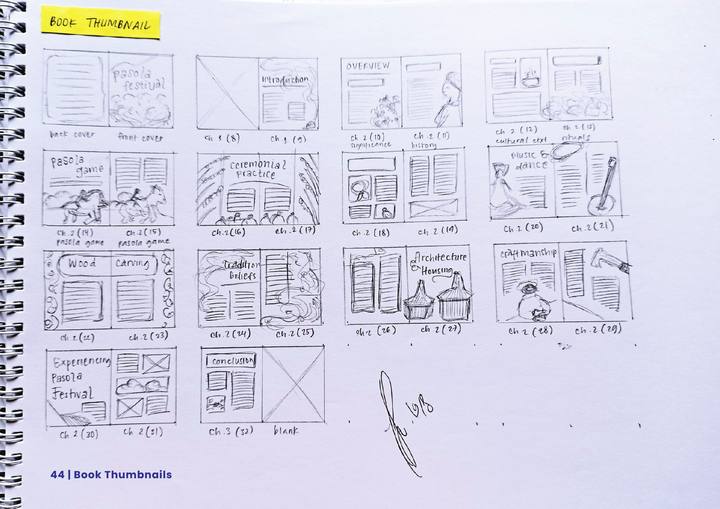 BOOK THUMBNAIL
Pasola
festival
back cover
front cover
Introduction
ch 1 (8)
ch 1 (9)
OVERVIEW
ch 2 (10)
significance
ch. 2 (11)
history
ch 2 (12)
cultural text
ch 2 (13)
rituals
Pasola
game
ch.2 (14)
pasola game
ch.2 (15)
pasola game
ceremonial
practice
ch.2 (16)
ch.2 (17)
ch.2 (18)
ch.2 (19)
Music &
dance
ch.2 (20)
ch.2 (21)
Wood carving
ch.2 (22)
ch.2 (23)
Tradition
beliefs
ch.2 (24)
ch.2 (25)
Architecture
& Housing
ch.2 (26)
ch.2 (27)
craftmanship
ch 2 (28)
ch.2 (29)
Experiencing
Pasola
Festival
ch 2 (30)
ch 2 (31)
conclusion
ch.3 (32)
blank
44 | Book Thumbnails